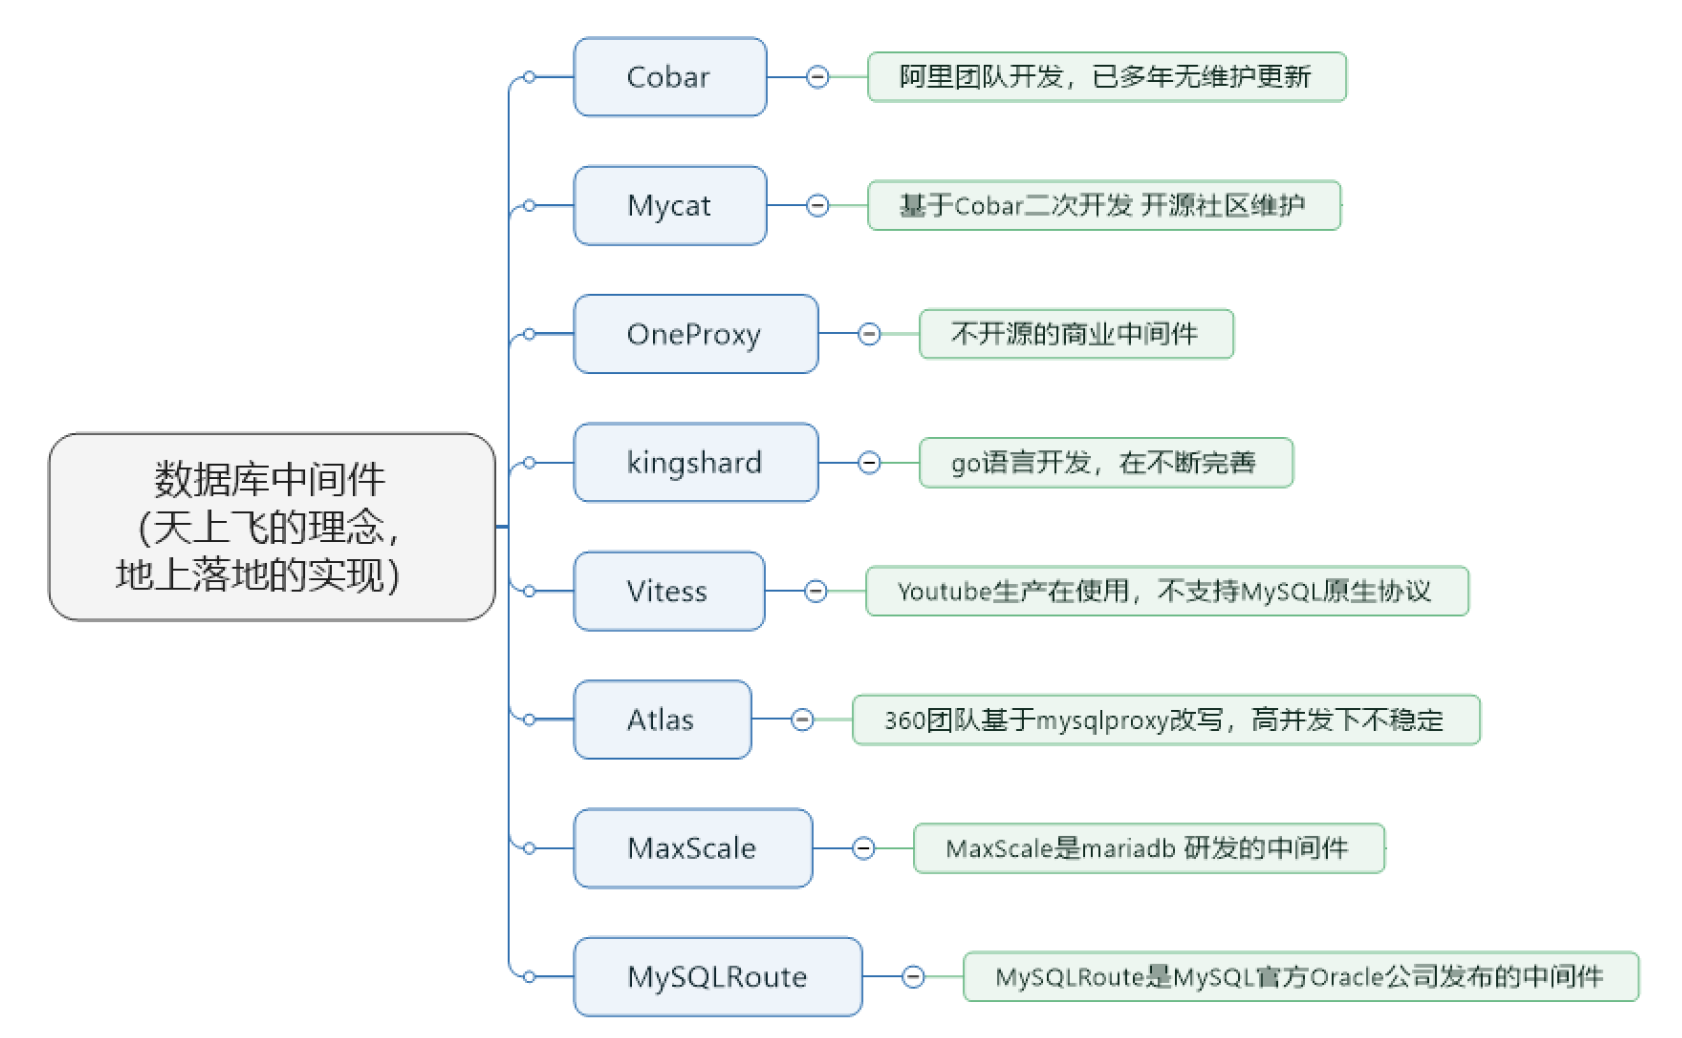 Cobar
阿里团队开发，已多年无维护更新
Mycat
基于Cobar二次开发 开源社区维护
OneProxy
不开源的商业中间件
kingshard
go语言开发，在不断完善
数据库中间件
（天上飞的理念，
地上落地的实现）
Vitess
Youtube生产在使用，不支持MySQL原生协议
Atlas
360团队基于mysqlproxy改写，高并发下不稳定
MaxScale
MaxScale是mariadb 研发的中间件
MySQLRoute
MySQLRoute是MySQL官方Oracle公司发布的中间件